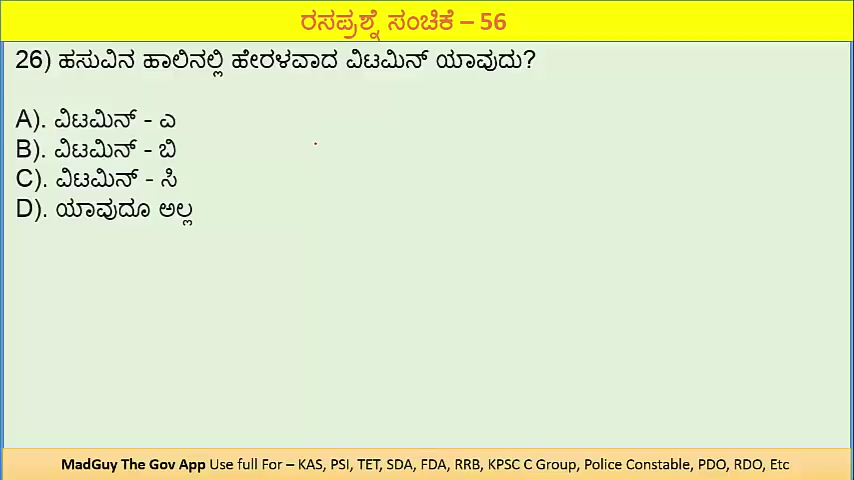 ರಸಪ್ರಶ್ನೆ ಸಂಚಿಕೆ – 56
26) ಹಸುವಿನ ಹಾಲಿನಲ್ಲಿ ಹೇರಳವಾದ ವಿಟಮಿನ್ ಯಾವುದು?
A). ವಿಟಮಿನ್ - ಎ
B). ವಿಟಮಿನ್ - ಬಿ
C). ವಿಟಮಿನ್ - ಸಿ
D). ಯಾವುದೂ ಅಲ್ಲ
MadGuy The Gov App Use full For – KAS, PSI, TET, SDA, FDA, RRB, KPSC C Group, Police Constable, PDO, RDO, Etc